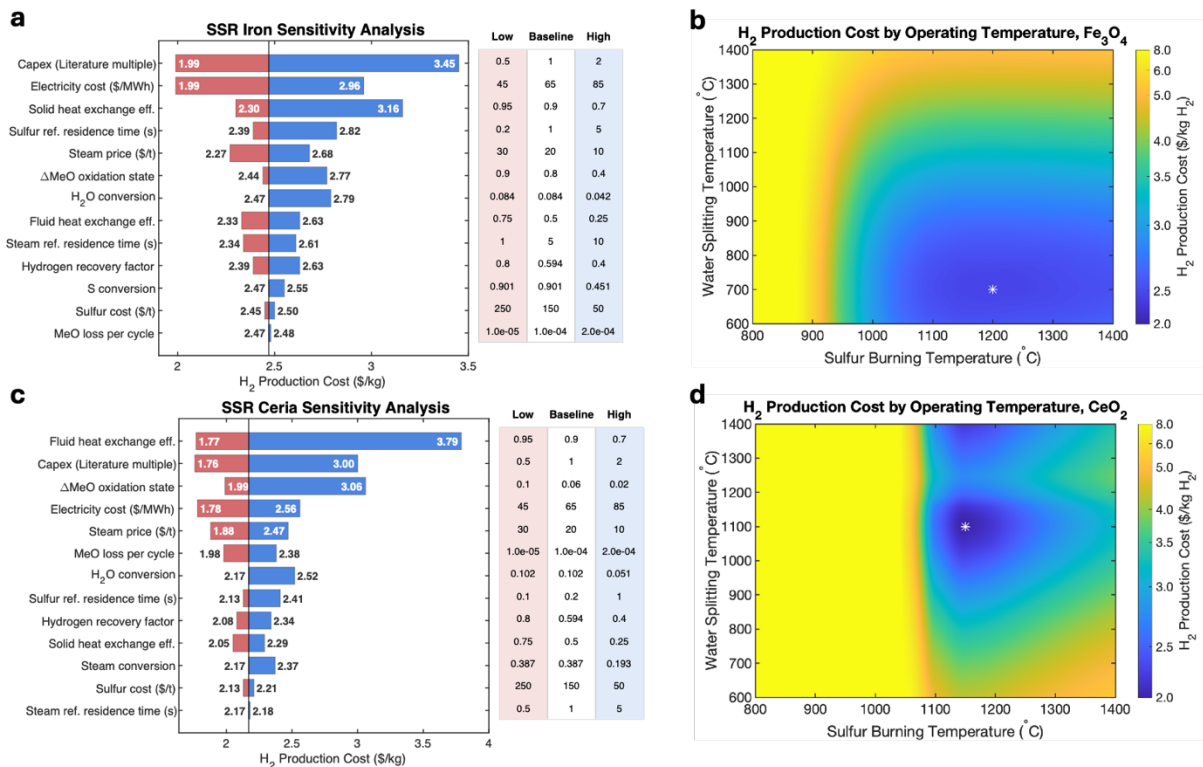 a
SSR Iron Sensitivity Analysis
Low Baseline High
Capex (Literature multiple) 1.99 3.45 0.5 1 2
Electricity cost ($/MWh) 1.99 2.96 45 65 85
Solid heat exchange eff. 2.30 3.16 0.95 0.9 0.7
Sulfur ref. residence time (s) 2.39 2.82 0.2 1 5
Steam price ($/t) 2.27 2.68 30 20 10
ΔMeO oxidation state 2.44 2.77 0.9 0.8 0.4
H₂O conversion 2.47 2.79 0.084 0.084 0.042
Fluid heat exchange eff. 2.33 2.63 0.75 0.5 0.25
Steam ref. residence time (s) 2.34 2.61 1 5 10
Hydrogen recovery factor 2.39 2.63 0.8 0.594 0.4
S conversion 2.47 2.55 0.901 0.901 0.451
Sulfur cost ($/t) 2.45 2.50 250 150 50
MeO loss per cycle 2.47 2.48 1.0e-05 1.0e-04 2.0e-04
2 2.5 3 3.5
H₂ Production Cost ($/kg)
b
H₂ Production Cost by Operating Temperature, Fe₃O₄
Water Splitting Temperature (°C)
1400
1300
1200
1100
1000
900
800
700
600
*
800 900 1000 1100 1200 1300 1400
Sulfur Burning Temperature (°C)
8.0
6.0
5.0
4.0
3.5
3.0
2.5
2.0
H₂ Production Cost ($/kg H₂)
c
SSR Ceria Sensitivity Analysis
Low Baseline High
Fluid heat exchange eff. 1.77 3.79 0.95 0.9 0.7
Capex (Literature multiple) 1.76 3.00 0.5 1 2
ΔMeO oxidation state 1.99 3.06 0.1 0.06 0.02
Electricity cost ($/MWh) 1.78 2.56 45 65 85
Steam price ($/t) 1.88 2.47 30 20 10
MeO loss per cycle 1.98 2.38 1.0e-05 1.0e-04 2.0e-04
H₂O conversion 2.17 2.52 0.102 0.102 0.051
Sulfur ref. residence time (s) 2.13 2.41 0.1 0.2 1
Hydrogen recovery factor 2.08 2.34 0.8 0.594 0.4
Solid heat exchange eff. 2.05 2.29 0.75 0.5 0.25
Steam conversion 2.17 2.37 0.387 0.387 0.193
Sulfur cost ($/t) 2.13 2.21 250 150 50
Steam ref. residence time (s) 2.17 2.18 0.5 1 5
2 2.5 3 3.5 4
H₂ Production Cost ($/kg)
d
H₂ Production Cost by Operating Temperature, CeO₂
Water Splitting Temperature (°C)
1400
1300
1200
1100
1000
900
800
700
600
*
800 900 1000 1100 1200 1300 1400
Sulfur Burning Temperature (°C)
8.0
6.0
5.0
4.0
3.5
3.0
2.5
2.0
H₂ Production Cost ($/kg H₂)